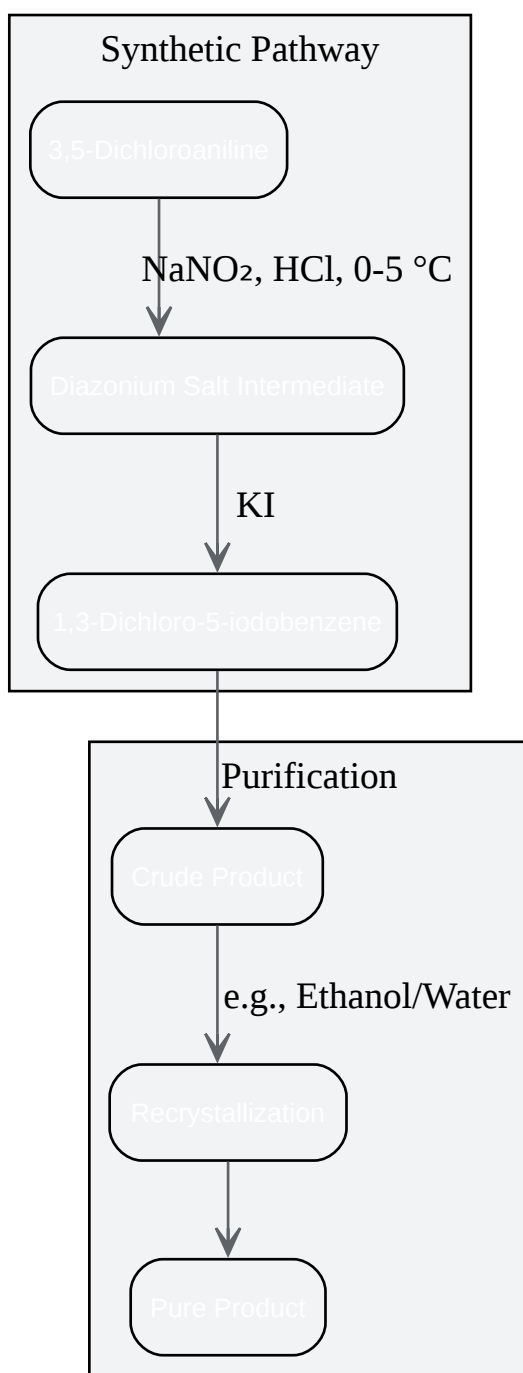 Synthetic Pathway
3,5-Dichloroaniline
NaNO₂, HCl, 0-5 °C
Diazonium Salt Intermediate
KI
1,3-Dichloro-5-iodobenzene
Purification
Crude Product
e.g., Ethanol/Water
Recrystallization
Pure Product